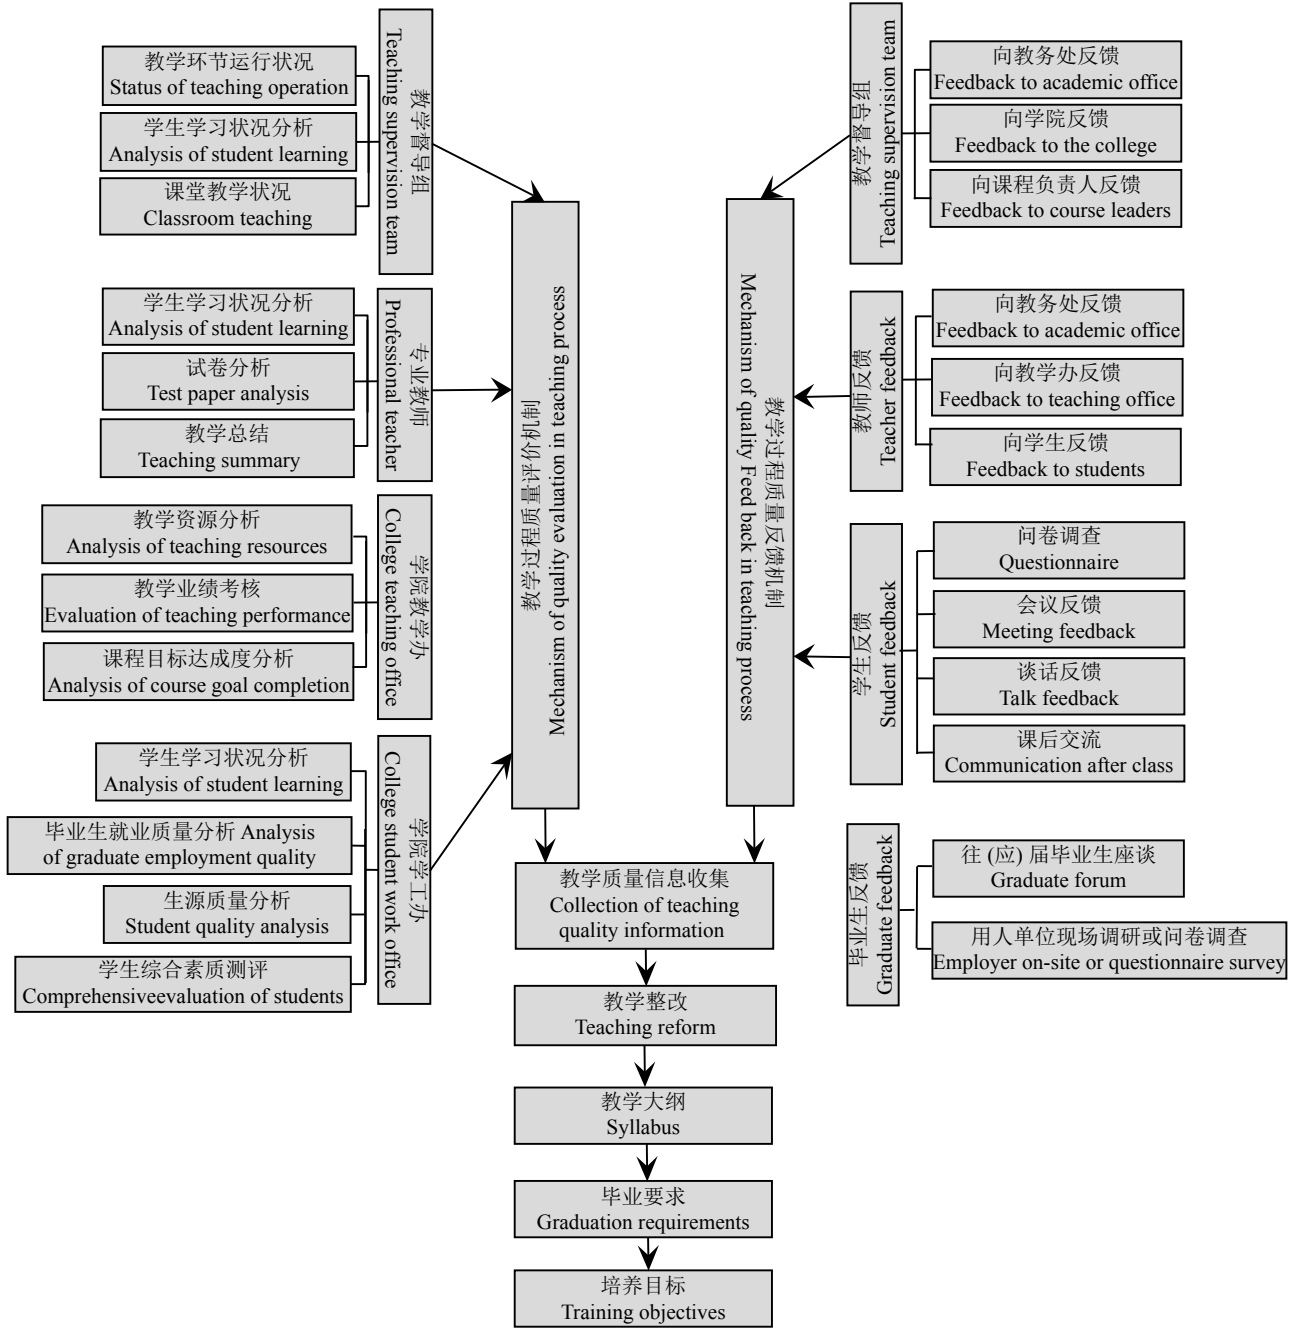 教学督导组
Teaching supervision team
教学环节运行状况
Status of teaching operation
学生学习状况分析
Analysis of student learning
课堂教学状况
Classroom teaching
专业教师
Professional teacher
学生学习状况分析
Analysis of student learning
试卷分析
Test paper analysis
教学总结
Teaching summary
学院教学办
College teaching office
教学资源分析
Analysis of teaching resources
教学业绩考核
Evaluation of teaching performance
课程目标达成度分析
Analysis of course goal completion
学院学工办
College student work office
学生学习状况分析
Analysis of student learning
毕业生就业质量分析 Analysis
of graduate employment quality
生源质量分析
Student quality analysis
学生综合素质测评
Comprehensiveevaluation of students
教学过程质量评价机制
Mechanism of quality evaluation in teaching process
教学过程质量反馈机制
Mechanism of quality Feed back in teaching process
教学督导组
Teaching supervision team
向教务处反馈
Feedback to academic office
向学院反馈
Feedback to the college
向课程负责人反馈
Feedback to course leaders
教师反馈
Teacher feedback
向教务处反馈
Feedback to academic office
向教学办反馈
Feedback to teaching office
向学生反馈
Feedback to students
学生反馈
Student feedback
问卷调查
Questionnaire
会议反馈
Meeting feedback
谈话反馈
Talk feedback
课后交流
Communication after class
毕业生反馈
Graduate feedback
往 (应) 届毕业生座谈
Graduate forum
用人单位现场调研或问卷调查
Employer on-site or questionnaire survey
教学质量信息收集
Collection of teaching
quality information
教学整改
Teaching reform
教学大纲
Syllabus
毕业要求
Graduation requirements
培养目标
Training objectives